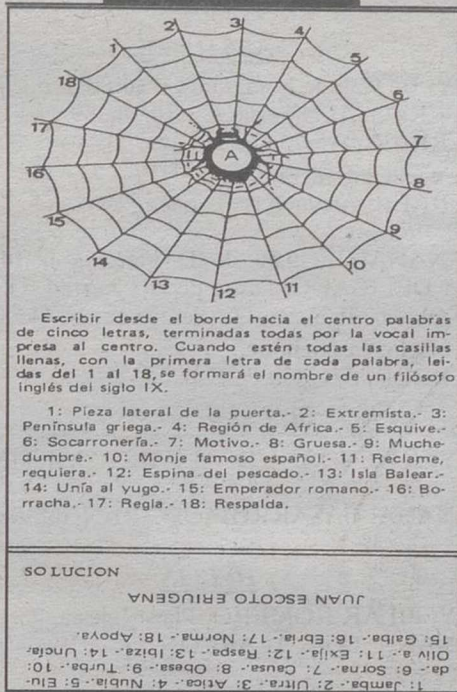 1
2
3
4
5
6
7
8
9
10
11
12
13
14
15
16
17
18
A
Escribir desde el borde hacia el centro palabras
de cinco letras, terminadas todas por la vocal im-
presa al centro. Cuando estén todas las casillas
llenas, con la primera letra de cada palabra, leí-
das del 1 al 18, se formará el nombre de un filósofo
inglés del siglo IX.
1: Pieza lateral de la puerta.- 2: Extremista.- 3:
Península griega.- 4: Región de Africa.- 5: Esquive.-
6: Socarronería.- 7: Motivo.- 8: Gruesa.- 9: Muche-
dumbre.- 10: Monje famoso español.- 11: Reclame,
requiera.- 12: Espina del pescado.- 13: Isla Balear.-
14: Unía al yugo.- 15: Emperador romano.- 16: Bo-
rracha.- 17: Regla.- 18: Respalda.
SOLUCION
JUAN ESCOTO ERIUGENA
1: Jamba.- 2: Ultra.- 3: Atica.- 4: Nubia.- 5: Elu-
da.- 6: Sorna.- 7: Causa.- 8: Obesa.- 9: Turba.- 10:
Oliva.- 11: Exija.- 12: Raspa.- 13: Ibiza.- 14: Uncía.
15: Galba.- 16: Ebria.- 17: Norma.- 18: Apoya.